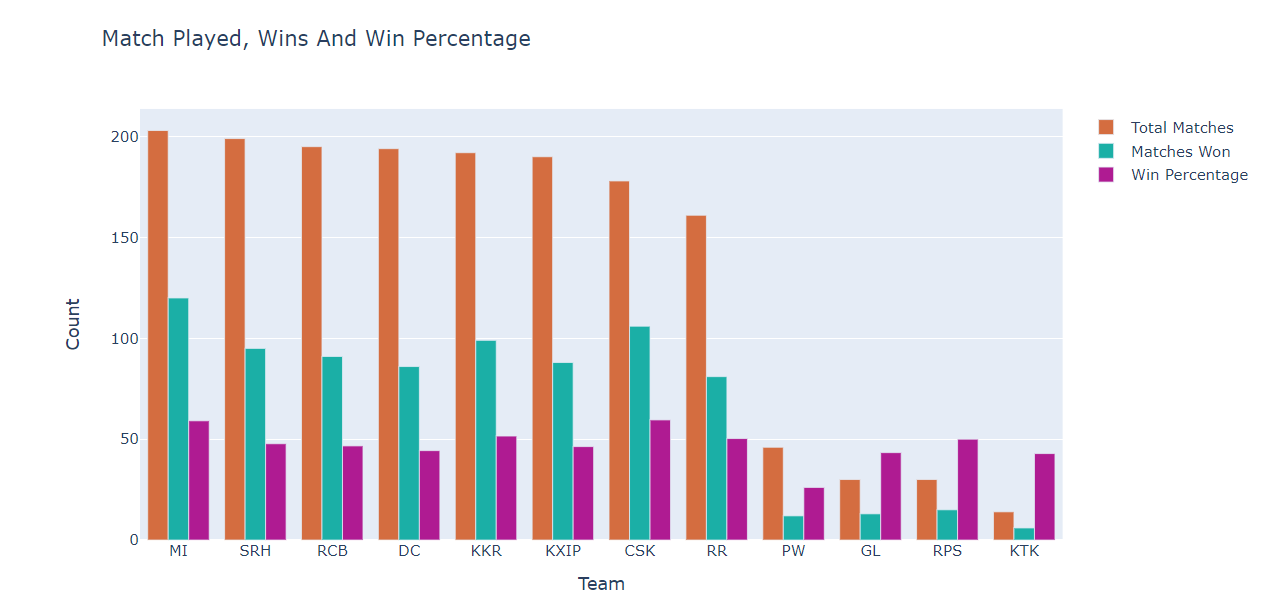 Match Played, Wins And Win Percentage
Total Matches
Matches Won
Win Percentage
200
150
100
50
0
Count
MI SRH RCB DC KKR KXIP CSK RR PW GL RPS KTK
Team